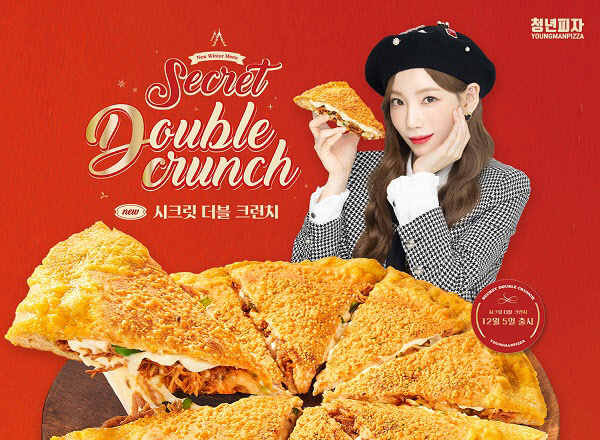 청년피자
YOUNGMANPIZZA
New Winter Menu
Secret
Double
crunch
new 시크릿 더블 크런치
SECRET DOUBLE CRUNCH
시크릿 더블 크런치
12월 5일 출시
YOUNGMANPIZZA